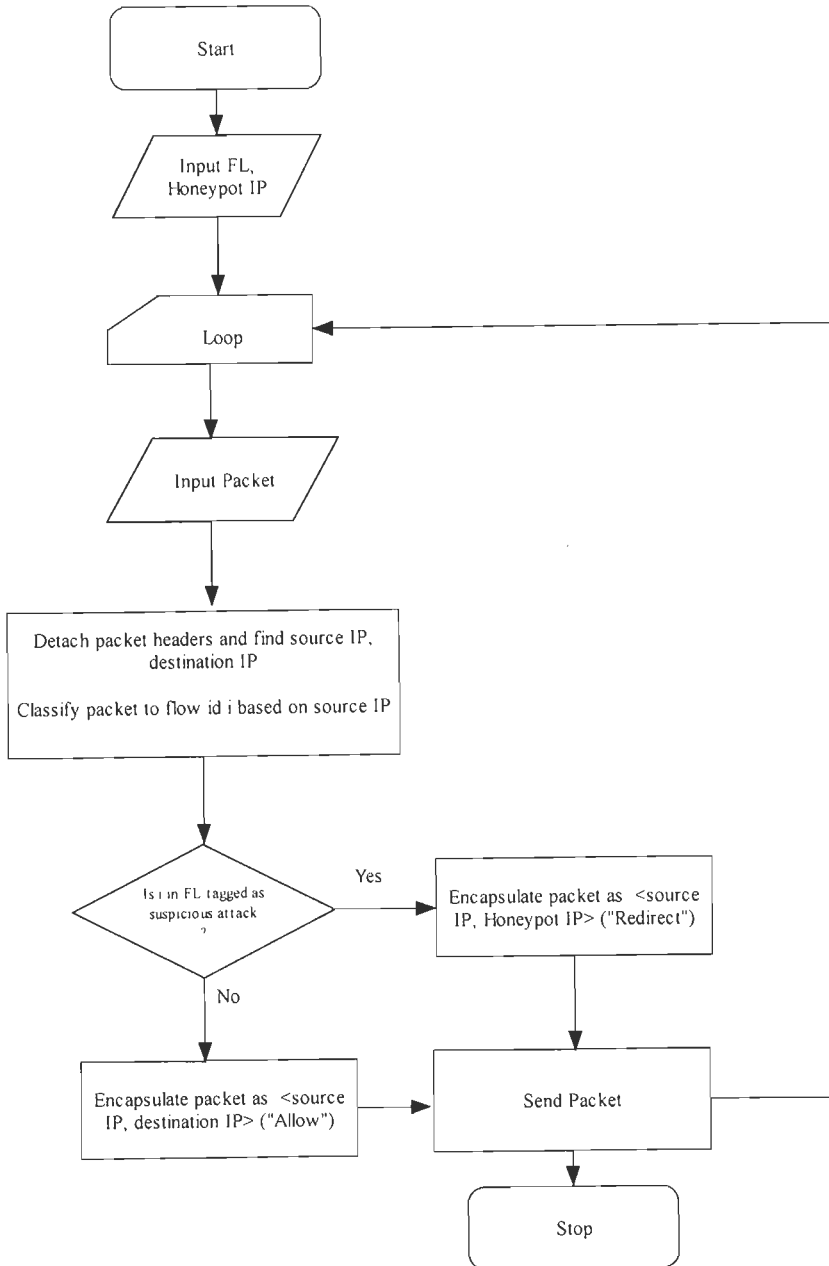 Start
Input FL,
Honeypot IP
Loop
Input Packet
Detach packet headers and find source IP,
destination IP
Classify packet to flow id i based on source IP
Is i in FL tagged as
suspicious attack
?
Yes
Encapsulate packet as <source
IP, Honeypot IP> ("Redirect")
No
Encapsulate packet as <source
IP, destination IP> ("Allow")
Send Packet
Stop